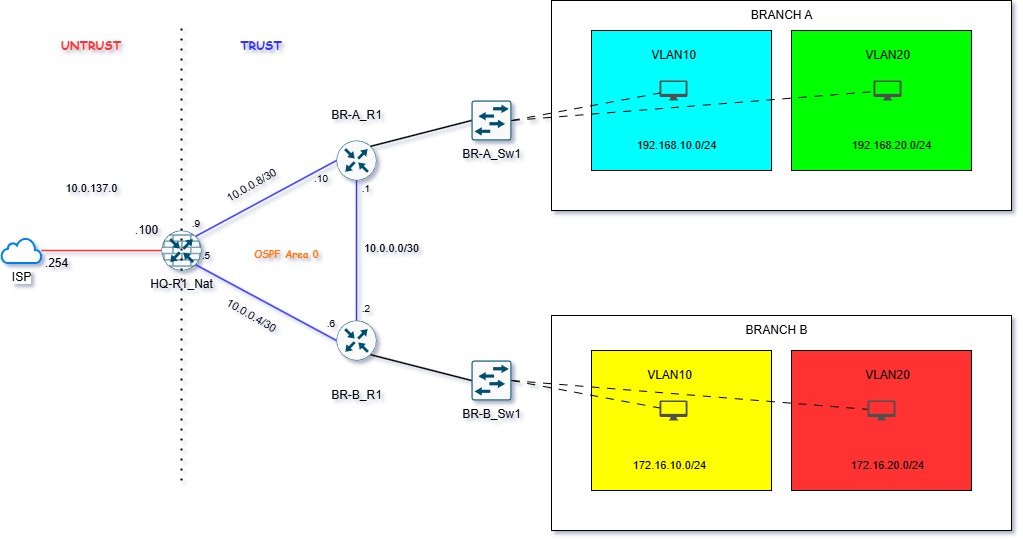 BRANCH A
UNTRUST
TRUST
VLAN10
VLAN20
BR-A_R1
192.168.10.0/24
192.168.20.0/24
BR-A_Sw1
10.0.137.0
10.0.0.8/30
.10
.1
.9
.100
10.0.0.0/30
OSPF Area 0
.5
.254
ISP
HQ-R1_Nat
10.0.0.4/30
.2
.6
BRANCH B
VLAN10
VLAN20
BR-B_R1
BR-B_Sw1
172.16.10.0/24
172.16.20.0/24